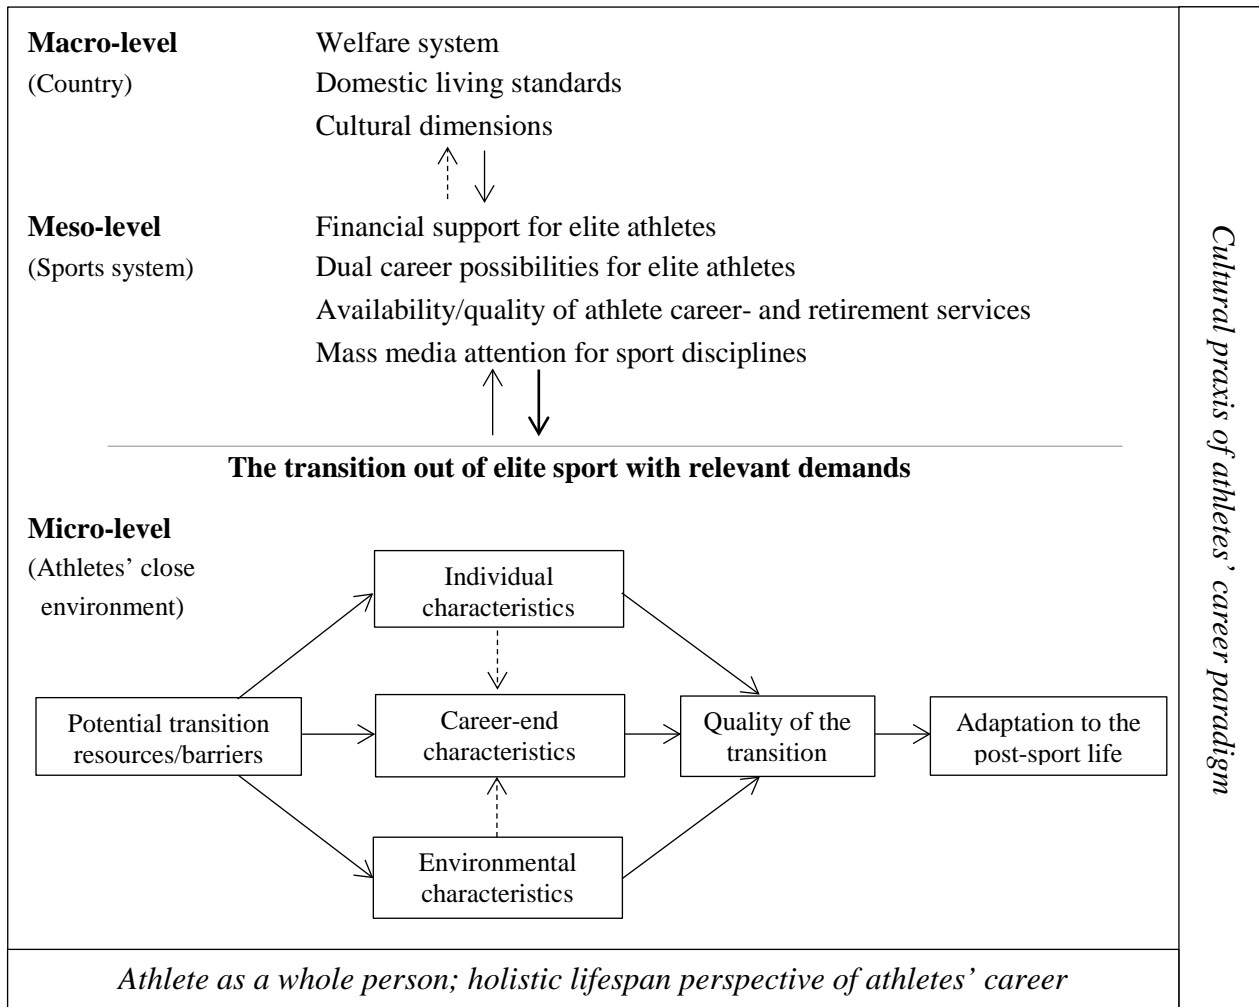 Macro-level
Welfare system
(Country)
Domestic living standards
Cultural dimensions
Meso-level
Financial support for elite athletes
(Sports system)
Dual career possibilities for elite athletes
Availability/quality of athlete career- and retirement services
Mass media attention for sport disciplines
The transition out of elite sport with relevant demands
Micro-level
(Athletes’ close
environment)
Individual
characteristics
Potential transition
resources/barriers
Career-end
characteristics
Quality of the
transition
Adaptation to the
post-sport life
Environmental
characteristics
Athlete as a whole person; holistic lifespan perspective of athletes’ career
Cultural praxis of athletes’ career paradigm